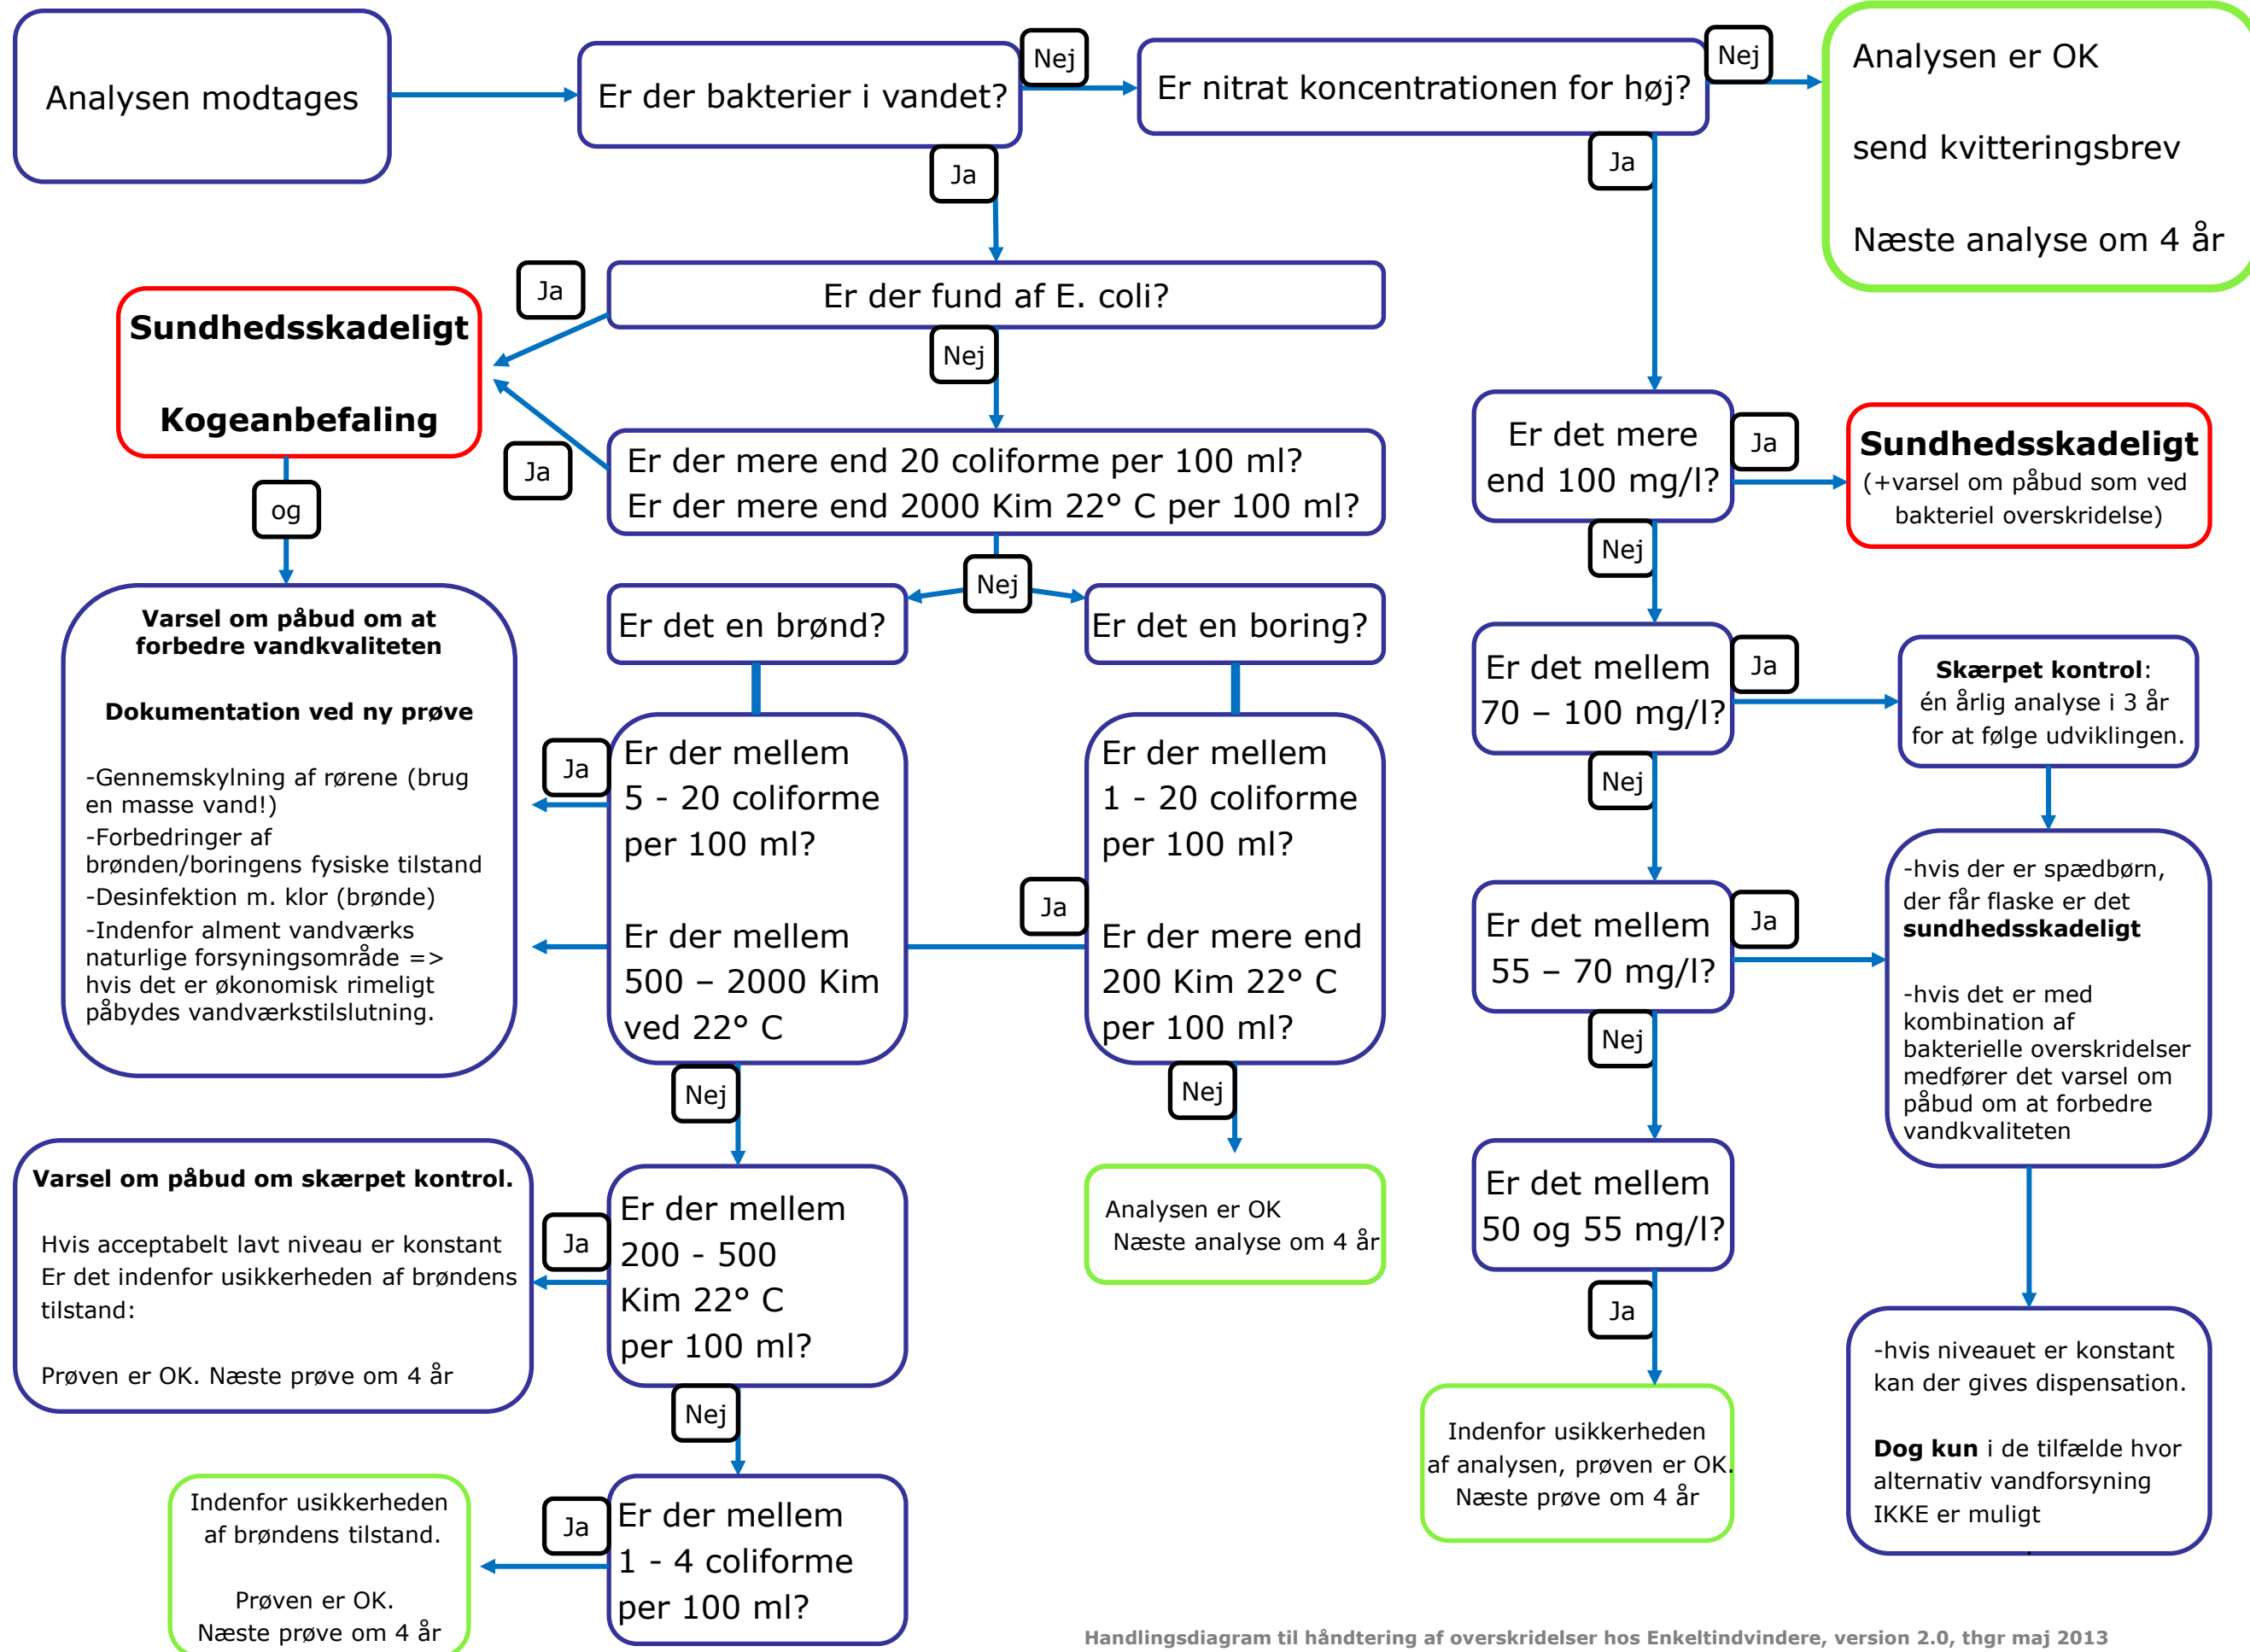 Analysen modtages
Er der bakterier i vandet?
Nej
Er nitrat koncentrationen for høj?
Nej
Analysen er OK
send kvitteringsbrev
Næste analyse om 4 år
Ja
Ja
Er der fund af E. coli?
Ja
Nej
Sundhedsskadeligt
Kogeanbefaling
Er der mere end 20 coliforme per 100 ml?
Er der mere end 2000 Kim 22° C per 100 ml?
Ja
og
Nej
Er det en brønd?
Er det en boring?
Varsel om påbud om at
forbedre vandkvaliteten
Dokumentation ved ny prøve
-Gennemskylning af rørene (brug
en masse vand!)
-Forbedringer af
brønden/boringens fysiske tilstand
-Desinfektion m. klor (brønde)
-Indenfor alment vandværks
naturlige forsyningsområde =>
hvis det er økonomisk rimeligt
påbydes vandværkstilslutning.
Ja
Er der mellem
5 - 20 coliforme
per 100 ml?
Er der mellem
500 – 2000 Kim
ved 22° C
Ja
Er der mellem
1 - 20 coliforme
per 100 ml?
Er der mere end
200 Kim 22° C
per 100 ml?
Nej
Nej
Varsel om påbud om skærpet kontrol.
Hvis acceptabelt lavt niveau er konstant
Er det indenfor usikkerheden af brøndens
tilstand:
Prøven er OK. Næste prøve om 4 år
Ja
Er der mellem
200 - 500
Kim 22° C
per 100 ml?
Analysen er OK
Næste analyse om 4 år
Nej
Indenfor usikkerheden
af brøndens tilstand.
Prøven er OK.
Næste prøve om 4 år
Ja
Er der mellem
1 - 4 coliforme
per 100 ml?
Er det mere
end 100 mg/l?
Ja
Sundhedsskadeligt
(+varsel om påbud som ved
bakteriel overskridelse)
Nej
Er det mellem
70 – 100 mg/l?
Ja
Skærpet kontrol:
én årlig analyse i 3 år
for at følge udviklingen.
Nej
Er det mellem
55 – 70 mg/l?
Ja
-hvis der er spædbørn,
der får flaske er det
sundhedsskadeligt
-hvis det er med
kombination af
bakterielle overskridelser
medfører det varsel om
påbud om at forbedre
vandkvaliteten
Nej
Er det mellem
50 og 55 mg/l?
Ja
Indenfor usikkerheden
af analysen, prøven er OK.
Næste prøve om 4 år
-hvis niveauet er konstant
kan der gives dispensation.
Dog kun i de tilfælde hvor
alternativ vandforsyning
IKKE er muligt
Handlingsdiagram til håndtering af overskridelser hos Enkeltindvindere, version 2.0, thgr maj 2013